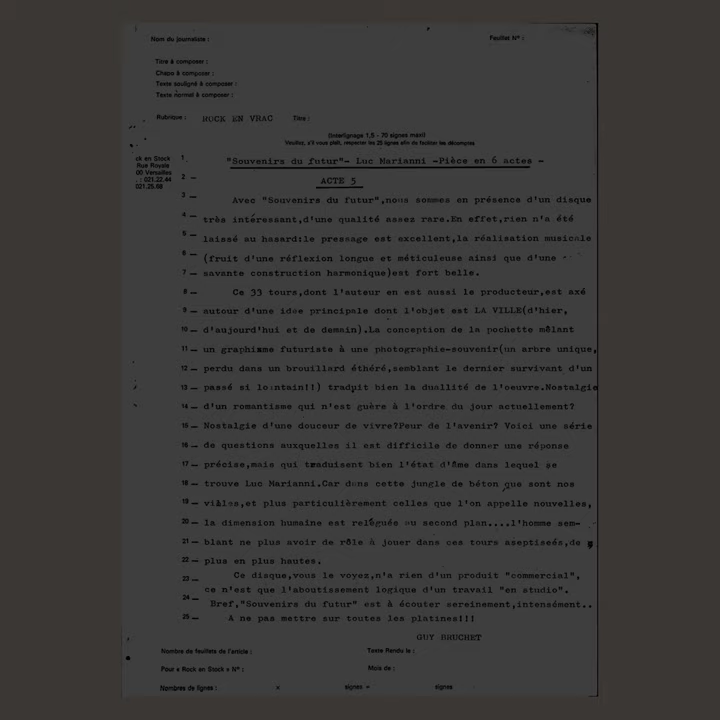 Nom du journaliste :
Feuillet N° :
Titre à composer :
Chapo à composer :
Texte souligné à composer :
Texte normal à composer :
Rubrique : ROCK EN VRAC Titre :
(interlignage 1,5 - 70 signes maxi)
Veuillez, s'il vous plaît, respecter les 25 lignes afin de faciliter les décomptes
ck en Stock
Rue Royale
00 Versailles
. : 021.22.44
021.25.68
1 "Souvenirs du futur"- Luc Marianni -Pièce en 6 actes -
2 — ACTE 5
3 — Avec "Souvenirs du futur",nous sommes en présence d'un disque
4 — très intéressant,d'une qualité assez rare.En effet,rien n'a été
5 — laissé au hasard:le pressage est excellent,la réalisation musicale
6 — (fruit d'une réflexion longue et méticuleuse ainsi que d'une
7 — savante construction harmonique)est fort belle.
8 — Ce 33 tours,dont l'auteur en est aussi le producteur,est axé
9 — autour d'une idée principale dont l'objet est LA VILLE(d'hier,
10 — d'aujourd'hui et de demain).La conception de la pochette mêlant
11 — un graphisme futuriste à une photographie-souvenir(un arbre unique,
12 — perdu dans un brouillard éthéré,semblant le dernier survivant d'un
13 — passé si lointain!!) traduit bien la duallité de l'oeuvre.Nostalgie
14 — d'un romantisme qui n'est guère à l'ordre du jour actuellement?
15 — Nostalgie d'une douceur de vivre?Peur de l'avenir? Voici une série
16 — de questions auxquelles il est difficile de donner une réponse
17 — précise,mais qui traduisent bien l'état d'âme dans lequel se
18 — trouve Luc Marianni.Car dans cette jungle de béton que sont nos
19 — villes,et plus particulièrement celles que l'on appelle nouvelles,
20 — la dimension humaine est reléguée au second plan....l'homme sem-
21 — blant ne plus avoir de rôle à jouer dans ces tours aseptiseés,de
22 — plus en plus hautes.
23 — Ce disque,vous le voyez,n'a rien d'un produit "commercial",
ce n'est que l'aboutissement logique d'un travail "en studio".
24 — Bref,"Souvenirs du futur" est à écouter sereinement,intensément..
25 — A ne pas mettre sur toutes les platines!!!
GUY BRUCHET
Nombre de feuillets de l'article :
Texte Rendu le :
Pour « Rock en Stock » N° :
Mois de :
Nombres de lignes : x signes = signes